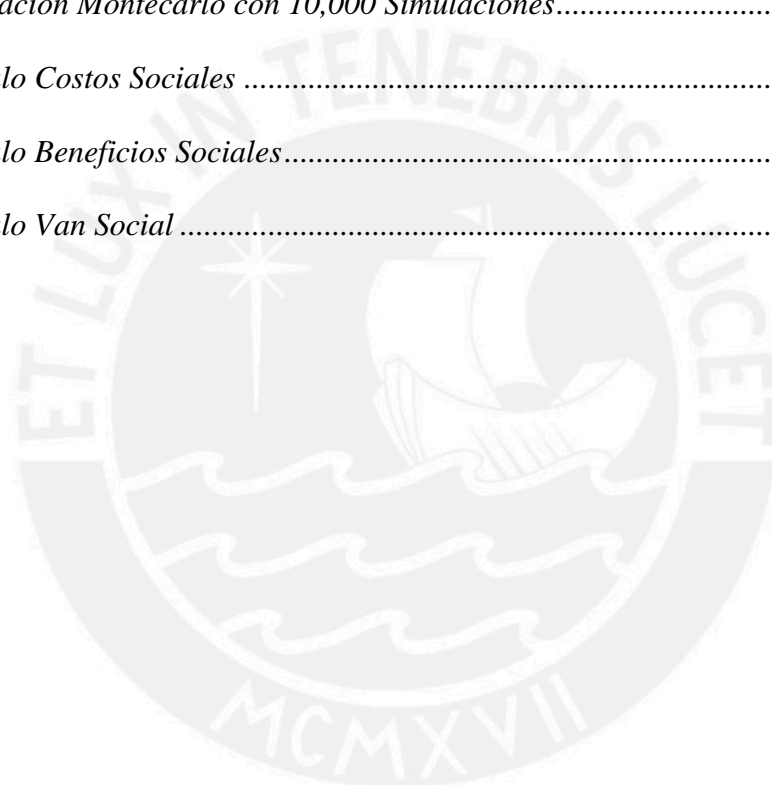 ación Montecarlo con 10,000 Simulaciones
lo Costos Sociales
lo Beneficios Sociales
lo Van Social
ET LUX IN TENEBRIS LUCET
MCMXVII